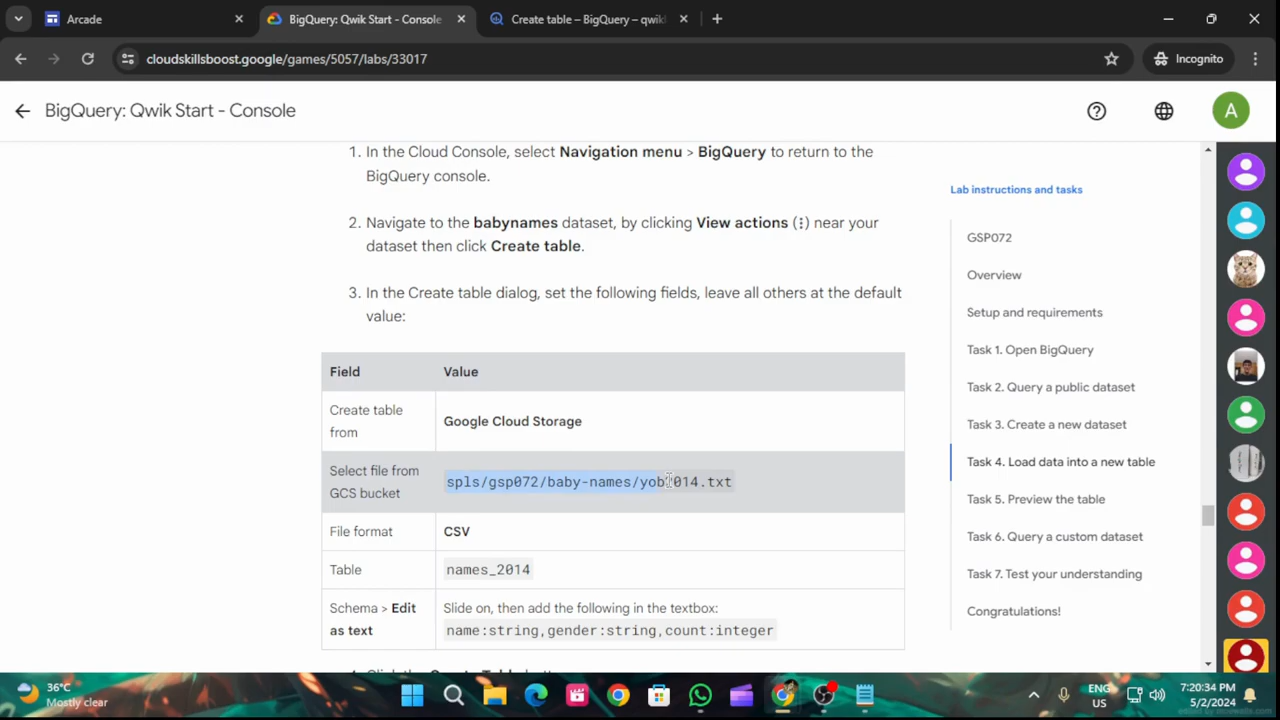 Arcade
BigQuery: Qwik Start - Console
Create table – BigQuery – qwikl
cloudskillsboost.google/games/5057/labs/33017
Incognito
BigQuery: Qwik Start - Console
A
1. In the Cloud Console, select Navigation menu > BigQuery to return to the
BigQuery console.
2. Navigate to the babynames dataset, by clicking View actions (⋮) near your
dataset then click Create table.
3. In the Create table dialog, set the following fields, leave all others at the default
value:
Field Value
Create table
from
Google Cloud Storage
Select file from
GCS bucket
spls/gsp072/baby-names/yob2014.txt
File format CSV
Table names_2014
Schema > Edit
as text
Slide on, then add the following in the textbox:
name:string,gender:string,count:integer
Lab instructions and tasks
GSP072
Overview
Setup and requirements
Task 1. Open BigQuery
Task 2. Query a public dataset
Task 3. Create a new dataset
Task 4. Load data into a new table
Task 5. Preview the table
Task 6. Query a custom dataset
Task 7. Test your understanding
Congratulations!
36°C
Mostly clear
ENG
US
7:20:34 PM
5/2/2024